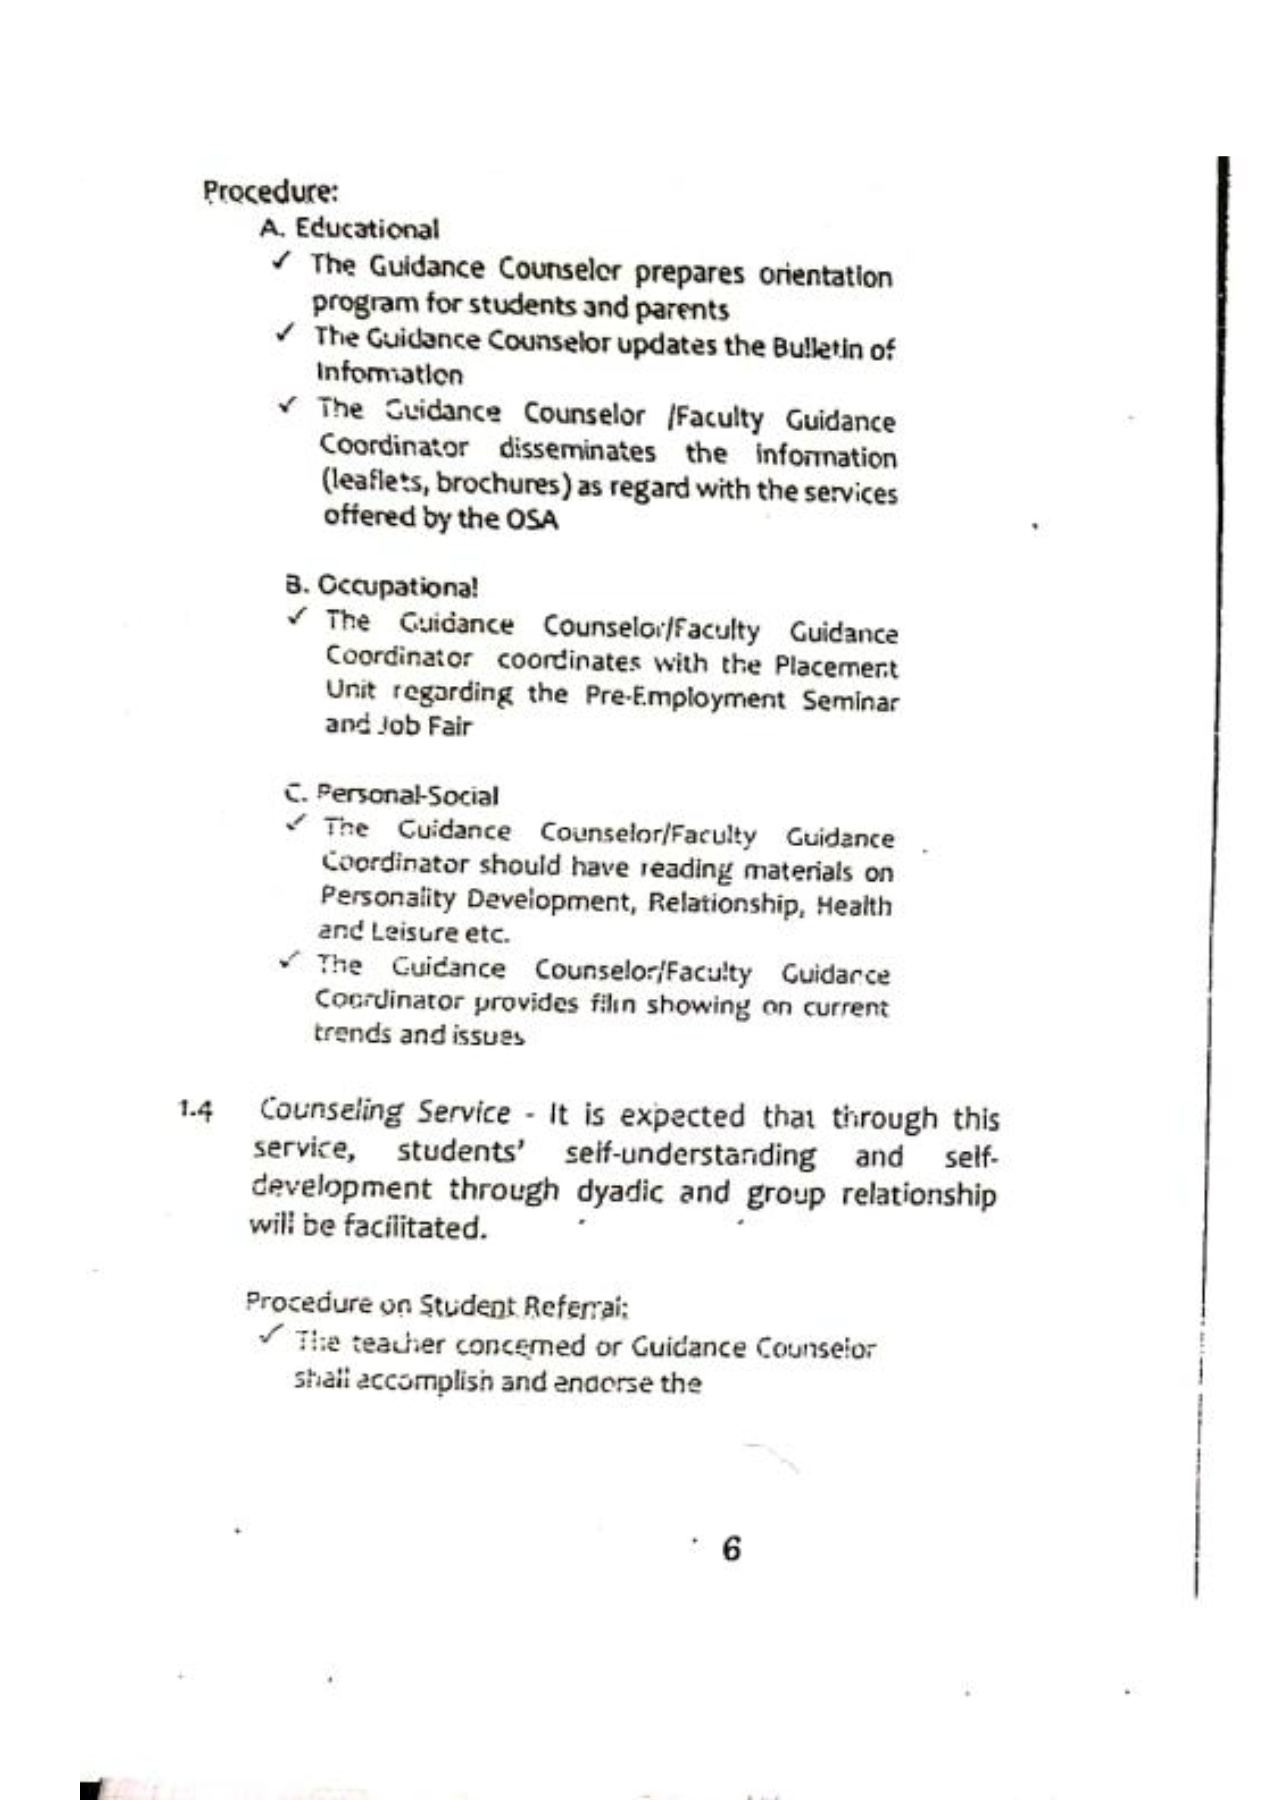 Procedure:
A. Educational
✓ The Guidance Counselor prepares orientation
program for students and parents
✓ The Guidance Counselor updates the Bulletin of
Information
✓ The Guidance Counselor /Faculty Guidance
Coordinator disseminates the information
(leaflets, brochures) as regard with the services
offered by the OSA
B. Occupational
✓ The Guidance Counselor/Faculty Guidance
Coordinator coordinates with the Placement
Unit regarding the Pre-Employment Seminar
and Job Fair
C. Personal-Social
✓ The Guidance Counselor/Faculty Guidance
Coordinator should have reading materials on
Personality Development, Relationship, Health
and Leisure etc.
✓ The Guidance Counselor/Faculty Guidance
Coordinator provides film showing on current
trends and issues
1.4 Counseling Service - It is expected that through this
service, students' self-understanding and self-
development through dyadic and group relationship
will be facilitated.
Procedure on Student Referral:
✓ The teacher concerned or Guidance Counselor
shall accomplish and endorse the
6